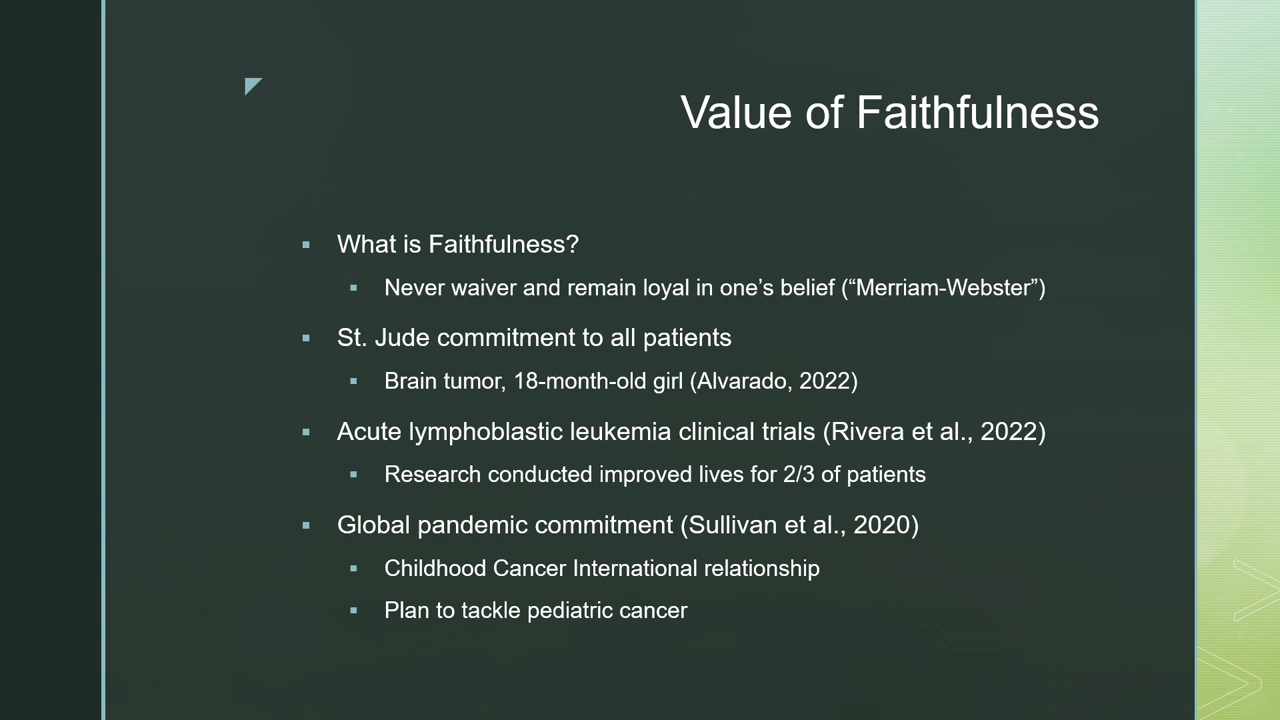 Value of Faithfulness
What is Faithfulness?
Never waiver and remain loyal in one’s belief (“Merriam-Webster”)
St. Jude commitment to all patients
Brain tumor, 18-month-old girl (Alvarado, 2022)
Acute lymphoblastic leukemia clinical trials (Rivera et al., 2022)
Research conducted improved lives for 2/3 of patients
Global pandemic commitment (Sullivan et al., 2020)
Childhood Cancer International relationship
Plan to tackle pediatric cancer